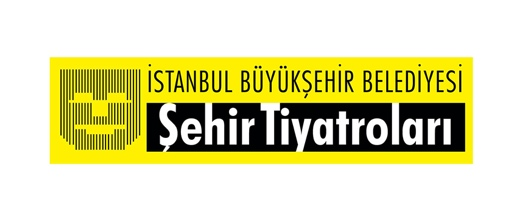 İSTANBUL BÜYÜKŞEHİR BELEDİYESİ
Şehir Tiyatroları